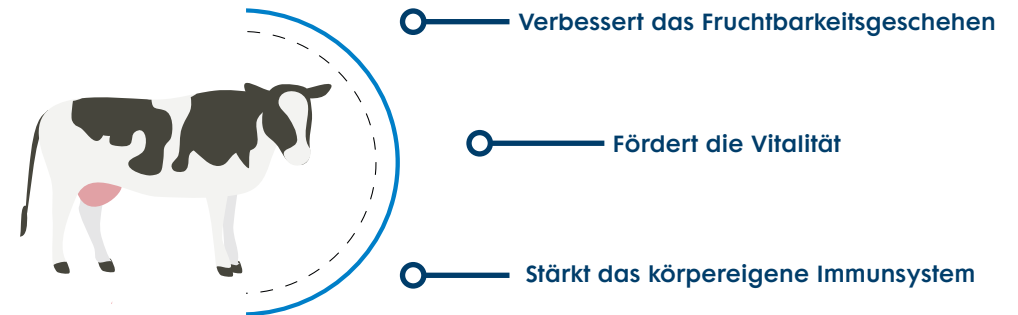 Verbessert das Fruchtbarkeitsgeschehen
Fördert die Vitalität
Stärkt das körpereigene Immunsystem